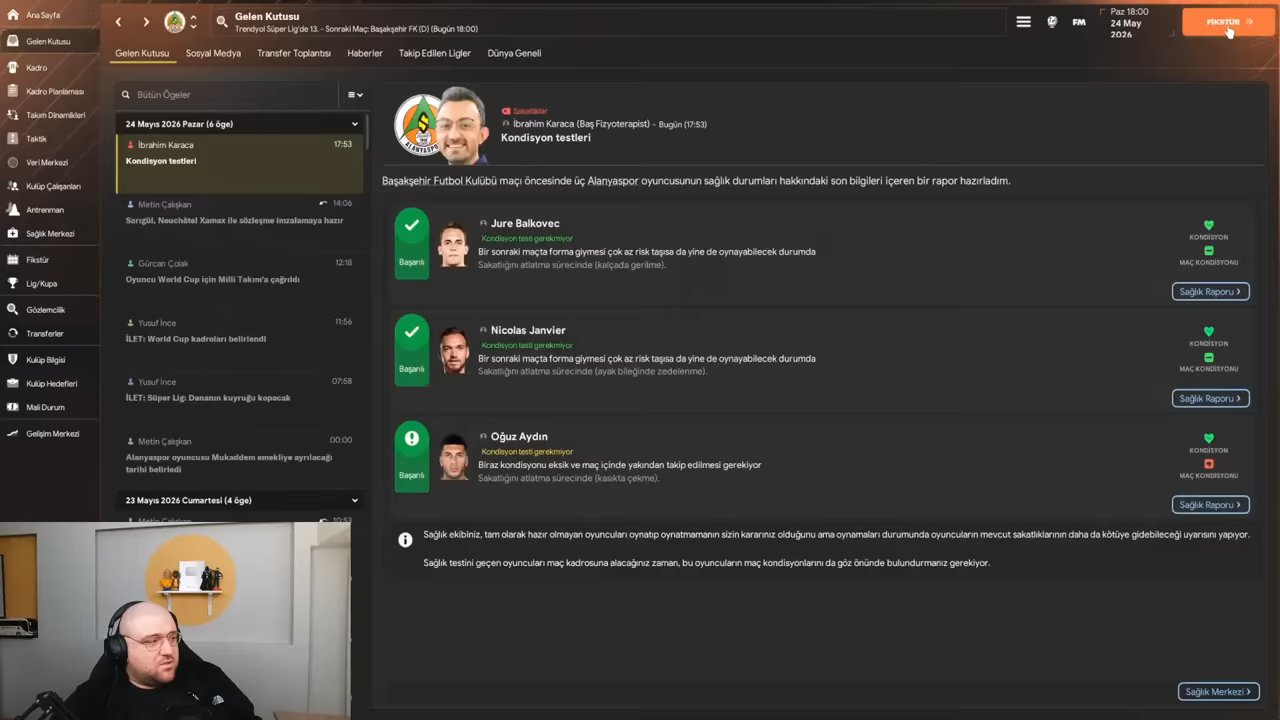 Ana Sayfa
Gelen Kutusu
Kadro
Kadro Planlaması
Takım Dinamikleri
Taktik
Veri Merkezi
Kulüp Çalışanları
Antrenman
Sağlık Merkezi
Fikstür
Lig/Kupa
Gözlemcilik
Transferler
Kulüp Bilgisi
Kulüp Hedefleri
Mali Durum
Gelişim Merkezi
Gelen Kutusu
Trendyol Süper Lig'de 13. - Sonraki Maç: Başakşehir FK (D) (Bugün 18:00)
FM
Paz 18:00
24 May
2026
FİKSTÜR
Gelen Kutusu
Sosyal Medya
Transfer Toplantısı
Haberler
Takip Edilen Ligler
Dünya Geneli
Bütün Ögeler
24 Mayıs 2026 Pazar (6 öge)
İbrahim Karaca 17:53
Kondisyon testleri
Metin Çalışkan 14:06
Sarıgül, Neuchâtel Xamax ile sözleşme imzalamaya hazır
Gürcan Çolak 12:18
Oyuncu World Cup için Milli Takım'a çağrıldı
Yusuf İnce 11:56
İLET: World Cup kadroları belirlendi
Yusuf İnce 07:58
İLET: Süper Lig: Dananın kuyruğu kopacak
Metin Çalışkan 00:00
Alanyaspor oyuncusu Mukaddem emekliye ayrılacağı
tarihi belirledi
23 Mayıs 2026 Cumartesi (4 öge)
Metin Çalışkan 10:53
ALANYASPOR
Sakatlıklar
İbrahim Karaca (Baş Fizyoterapist) - Bugün (17:53)
Kondisyon testleri
Başakşehir Futbol Kulübü maçı öncesinde üç Alanyaspor oyuncusunun sağlık durumları hakkındaki son bilgileri içeren bir rapor hazırladım.
Başarılı
Jure Balkovec
Kondisyon testi gerekmiyor
Bir sonraki maçta forma giymesi çok az risk taşısa da yine de oynayabilecek durumda
Sakatlığını atlatma sürecinde (kalçada gerilme).
KONDİSYON
MAÇ KONDİSYONU
Sağlık Raporu
Başarılı
Nicolas Janvier
Kondisyon testi gerekmiyor
Bir sonraki maçta forma giymesi çok az risk taşısa da yine de oynayabilecek durumda
Sakatlığını atlatma sürecinde (ayak bileğinde zedelenme).
KONDİSYON
MAÇ KONDİSYONU
Sağlık Raporu
Başarılı
Oğuz Aydın
Kondisyon testi gerekmiyor
Biraz kondisyonu eksik ve maç içinde yakından takip edilmesi gerekiyor
Sakatlığını atlatma sürecinde (kasıkta çekme).
KONDİSYON
MAÇ KONDİSYONU
Sağlık Raporu
Sağlık ekibiniz, tam olarak hazır olmayan oyuncuları oynatıp oynatmamanın sizin kararınız olduğunu ama oynamaları durumunda oyuncuların mevcut sakatlıklarının daha da kötüye gidebileceği uyarısını yapıyor.
Sağlık testini geçen oyuncuları maç kadrosuna alacağınız zaman, bu oyuncuların maç kondisyonlarını da göz önünde bulundurmanız gerekiyor.
Sağlık Merkezi